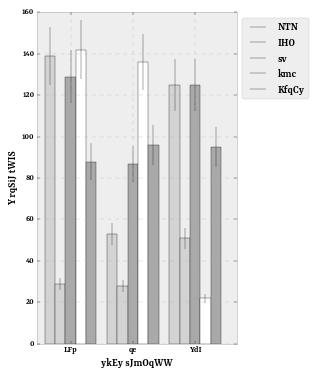 160
140
120
100
80
60
40
20
0
Y rqSiJ tWIS
LFp
qe
YdI
ykEy sJmOqWW
NTN
IHO
sv
kmc
KfqCy